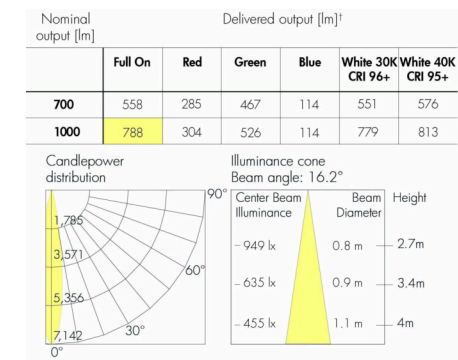 Nominal output [lm]
Delivered output [lm]†
Full On Red Green Blue White 30K CRI 96+ White 40K CRI 95+
700 558 285 467 114 551 576
1000 788 304 526 114 779 813
Candlepower
distribution
90°
1,785
3,571
60°
5,356
30°
7,142
0°
Illuminance cone
Beam angle: 16.2°
Center Beam Illuminance Beam Diameter Height
949 lx 0.8 m 2.7m
635 lx 0.9 m 3.4m
455 lx 1.1 m 4m